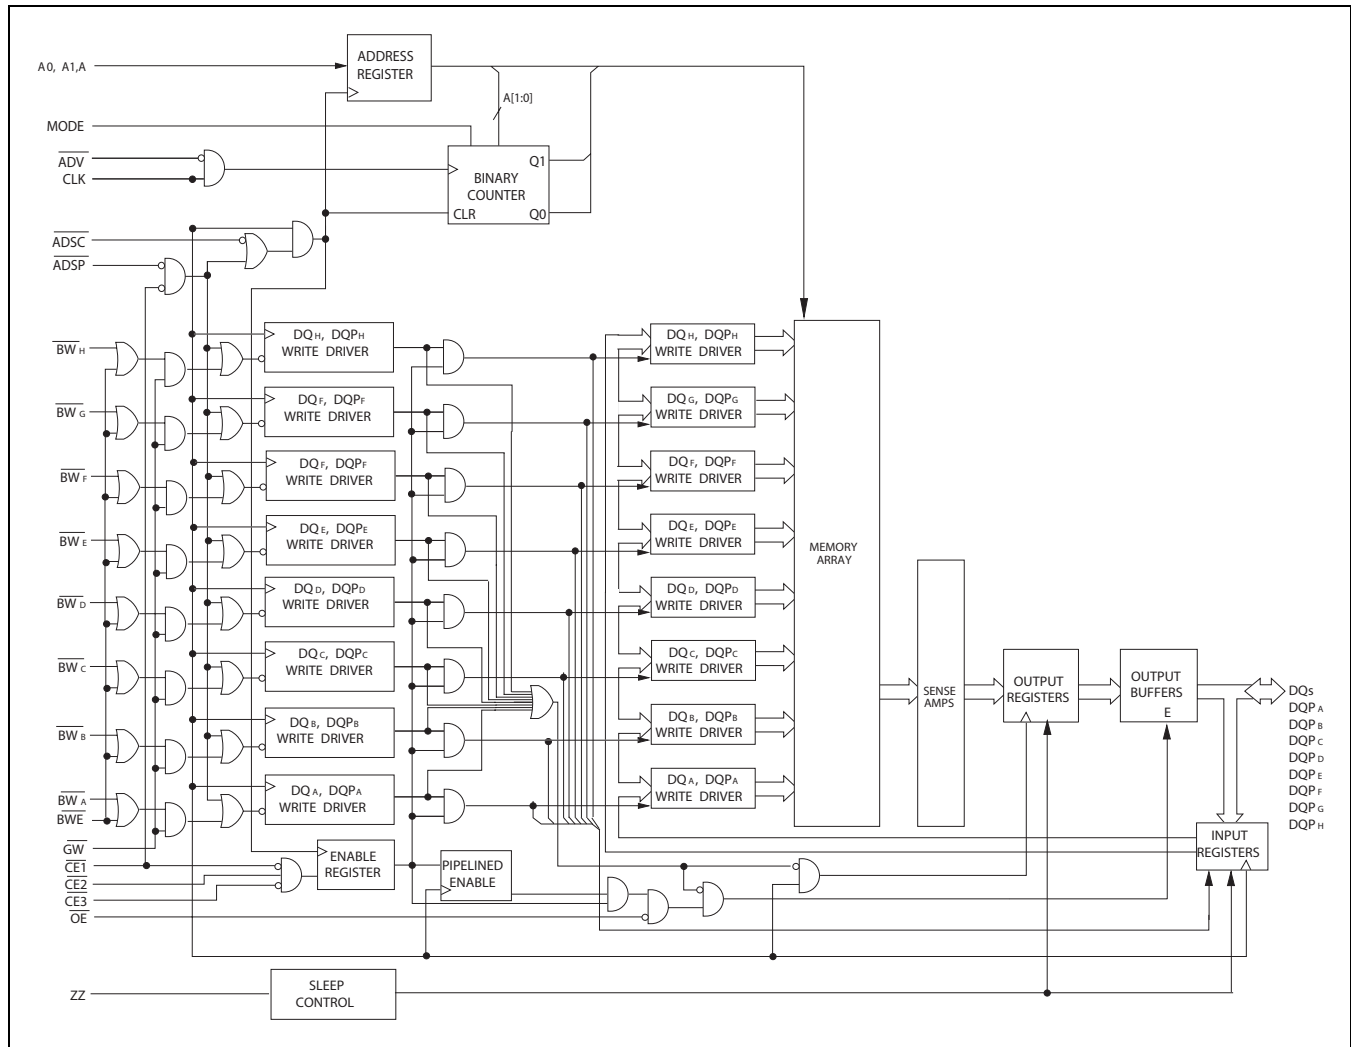 A0, A1,A
ADDRESS
REGISTER
A[1:0]
MODE
ADV
CLK
BINARY
COUNTER
Q1
CLR
Q0
ADSC
ADSP
BW H
DQ H, DQP H
WRITE DRIVER
DQ H, DQP H
WRITE DRIVER
BW G
DQ F, DQP F
WRITE DRIVER
DQ G, DQP G
WRITE DRIVER
BW F
DQ F, DQP F
WRITE DRIVER
DQ F, DQP F
WRITE DRIVER
BW E
DQ E, DQP E
WRITE DRIVER
DQ E, DQP E
WRITE DRIVER
MEMORY
ARRAY
BW D
DQ D, DQP D
WRITE DRIVER
DQ D, DQP D
WRITE DRIVER
BW C
DQ C, DQP C
WRITE DRIVER
DQ C, DQP C
WRITE DRIVER
SENSE
AMPS
OUTPUT
REGISTERS
OUTPUT
BUFFERS
E
BW B
DQ B, DQP B
WRITE DRIVER
DQ B, DQP B
WRITE DRIVER
BW A
BWE
DQ A, DQP A
WRITE DRIVER
DQ A, DQP A
WRITE DRIVER
DQs
DQP A
DQP B
DQP C
DQP D
DQP E
DQP F
DQP G
DQP H
GW
CE1
CE2
CE3
OE
ENABLE
REGISTER
PIPELINED
ENABLE
INPUT
REGISTERS
ZZ
SLEEP
CONTROL